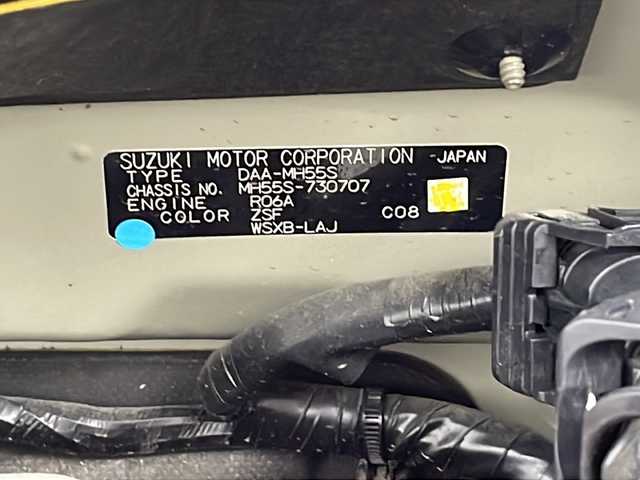 SUZUKI MOTOR CORPORATION JAPAN
TYPE DAA-MH55S
CHASSIS NO. MH55S-730707
ENGINE R06A
COLOR ZSF C08
WSXB-LAJ